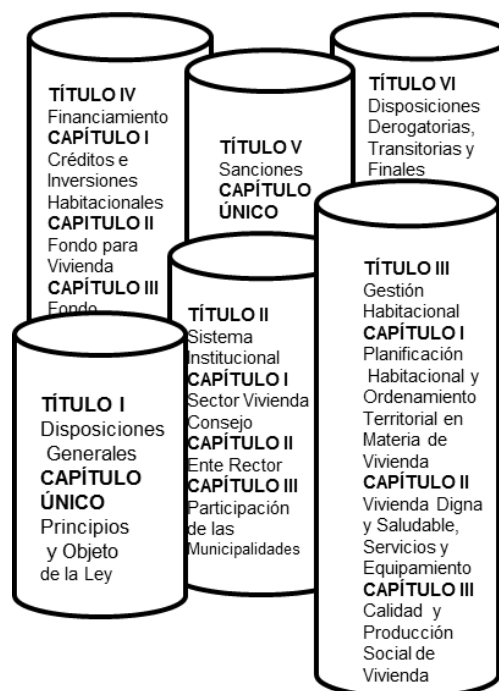 TÍTULO IV
Financiamiento
CAPÍTULO I
Créditos e
Inversiones
Habitacionales
CAPITULO II
Fondo para
Vivienda
CAPÍTULO III
Fondo
TÍTULO V
Sanciones
CAPÍTULO
ÚNICO
TÍTULO VI
Disposiciones
Derogatorias,
Transitorias y
Finales
TÍTULO I
Disposiciones
Generales
CAPÍTULO
ÚNICO
Principios
y Objeto
de la Ley
TÍTULO II
Sistema
Institucional
CAPÍTULO I
Sector Vivienda
Consejo
CAPÍTULO II
Ente Rector
CAPÍTULO III
Participación
de las
Municipalidades
TÍTULO III
Gestión
Habitacional
CAPÍTULO I
Planificación
Habitacional y
Ordenamiento
Territorial en
Materia de
Vivienda
CAPÍTULO II
Vivienda Digna
y Saludable,
Servicios y
Equipamiento
CAPÍTULO III
Calidad y
Producción
Social de
Vivienda